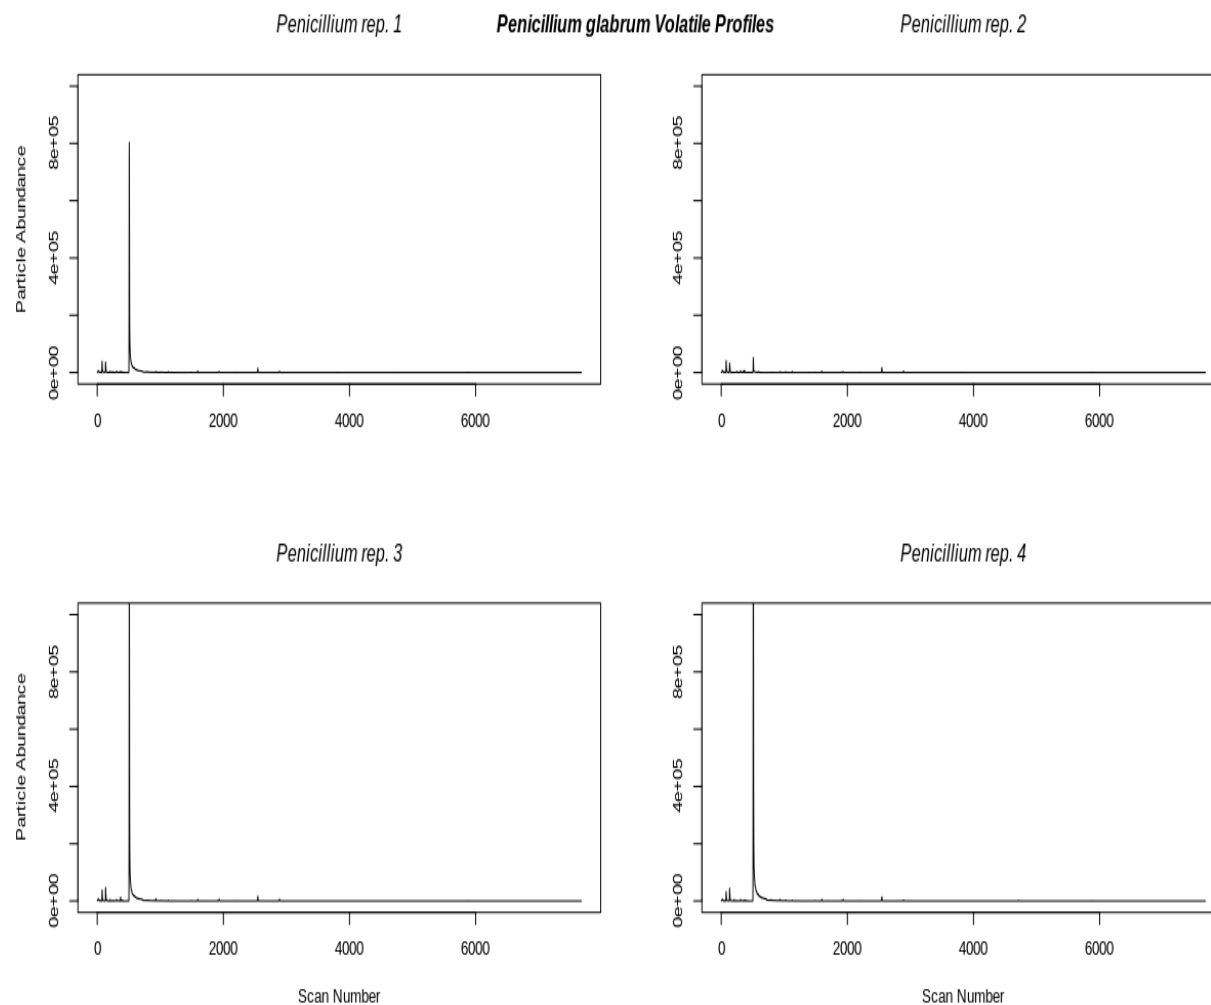 Penicillium rep. 1
Penicillium glabrum Volatile Profiles
Penicillium rep. 2
Particle Abundance
0e+00 4e+05 8e+05
0 2000 4000 6000
0e+00 4e+05 8e+05
0 2000 4000 6000
Penicillium rep. 3
Penicillium rep. 4
Particle Abundance
0e+00 4e+05 8e+05
0 2000 4000 6000
Scan Number
0e+00 4e+05 8e+05
0 2000 4000 6000
Scan Number